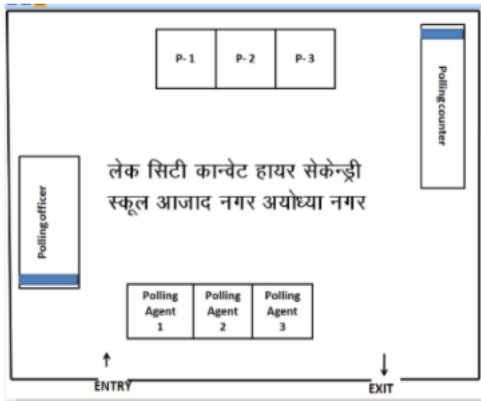 P-1 P-2 P-3
Polling counter
लेक सिटी कान्वेट हायर सेकेन्ड्री
स्कूल आजाद नगर अयोध्या नगर
Polling officer
Polling Agent 1
Polling Agent 2
Polling Agent 3
ENTRY
EXIT